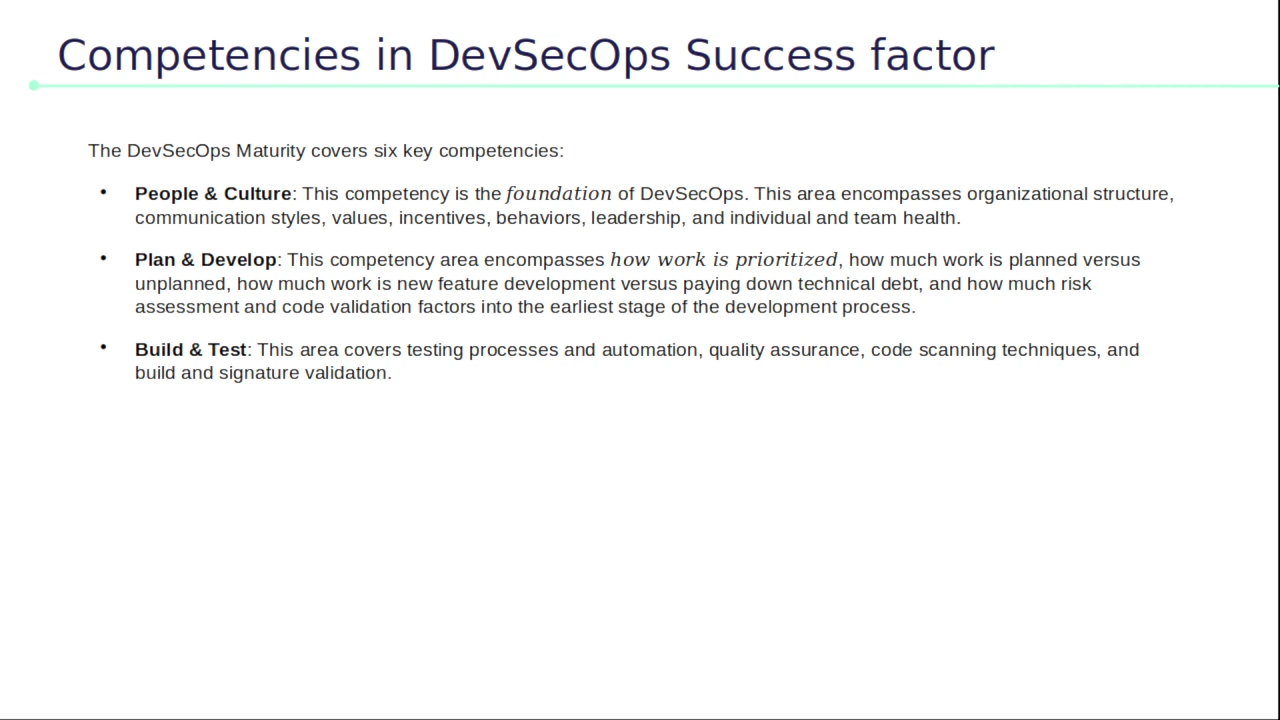 Competencies in DevSecOps Success factor
The DevSecOps Maturity covers six key competencies:
• People & Culture: This competency is the foundation of DevSecOps. This area encompasses organizational structure,
communication styles, values, incentives, behaviors, leadership, and individual and team health.
• Plan & Develop: This competency area encompasses how work is prioritized, how much work is planned versus
unplanned, how much work is new feature development versus paying down technical debt, and how much risk
assessment and code validation factors into the earliest stage of the development process.
• Build & Test: This area covers testing processes and automation, quality assurance, code scanning techniques, and
build and signature validation.